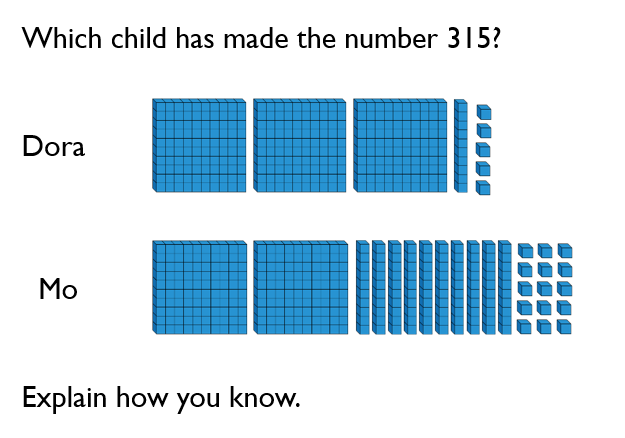 Which child has made the number 315?
Dora
Mo
Explain how you know.